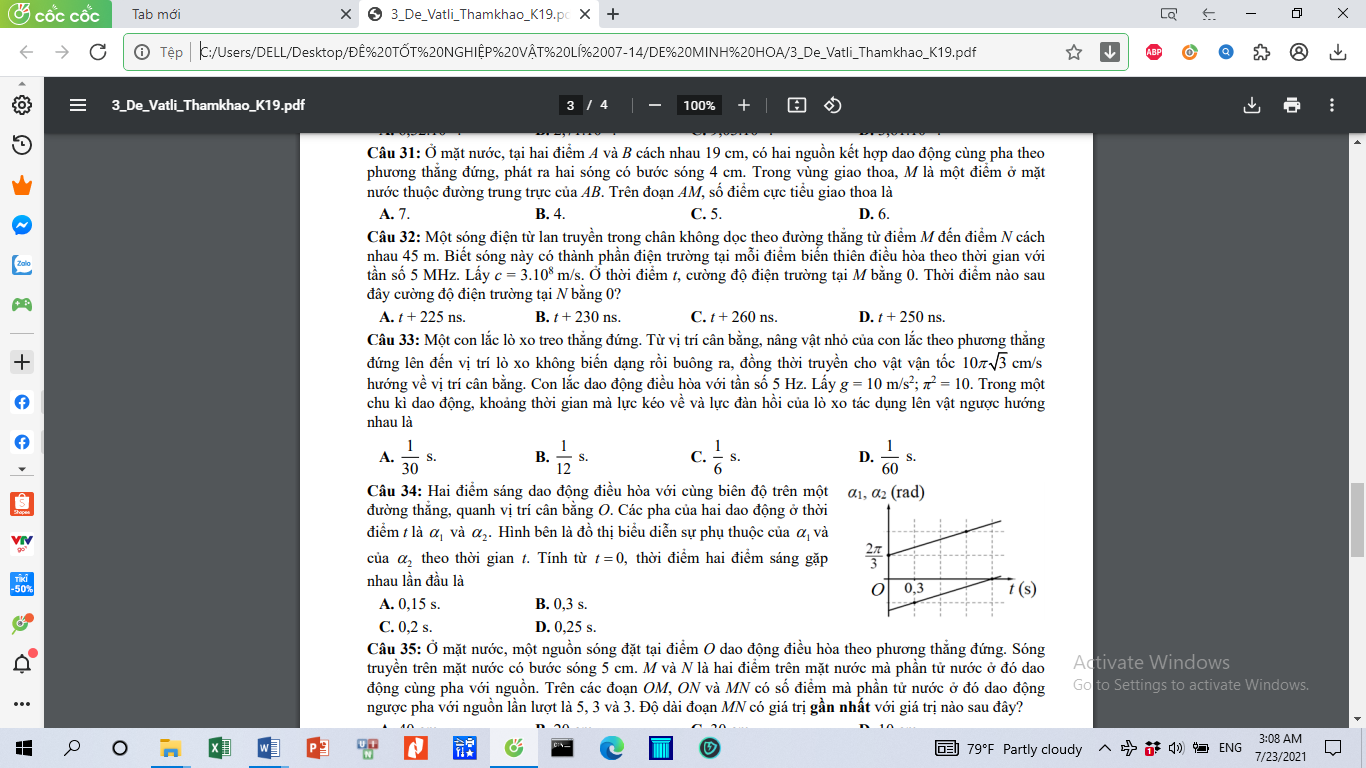 cốc cốc
Tab mới
3_De_Vatli_Thamkhao_K19.pd
Tệp
C:/Users/DELL/Desktop/ĐÊ%20TỐT%20NGHIỆP%20VẬT%20LÍ%2007-14/DE%20MINH%20HOA/3_De_Vatli_Thamkhao_K19.pdf
ABP
3_De_Vatli_Thamkhao_K19.pdf
3 / 4
100%
Câu 31: Ở mặt nước, tại hai điểm A và B cách nhau 19 cm, có hai nguồn kết hợp dao động cùng pha theo
phương thẳng đứng, phát ra hai sóng có bước sóng 4 cm. Trong vùng giao thoa, M là một điểm ở mặt
nước thuộc đường trung trực của AB. Trên đoạn AM, số điểm cực tiểu giao thoa là
A. 7. B. 4. C. 5. D. 6.
Câu 32: Một sóng điện từ lan truyền trong chân không dọc theo đường thẳng từ điểm M đến điểm N cách
nhau 45 m. Biết sóng này có thành phần điện trường tại mỗi điểm biến thiên điều hòa theo thời gian với
tần số 5 MHz. Lấy c = 3.10⁸ m/s. Ở thời điểm t, cường độ điện trường tại M bằng 0. Thời điểm nào sau
đây cường độ điện trường tại N bằng 0?
A. t + 225 ns. B. t + 230 ns. C. t + 260 ns. D. t + 250 ns.
Câu 33: Một con lắc lò xo treo thẳng đứng. Từ vị trí cân bằng, nâng vật nhỏ của con lắc theo phương thẳng
đứng lên đến vị trí lò xo không biến dạng rồi buông ra, đồng thời truyền cho vật vận tốc 10π√3 cm/s
hướng về vị trí cân bằng. Con lắc dao động điều hòa với tần số 5 Hz. Lấy g = 10 m/s²; π² = 10. Trong một
chu kì dao động, khoảng thời gian mà lực kéo về và lực đàn hồi của lò xo tác dụng lên vật ngược hướng
nhau là
A. 1/30 s. B. 1/12 s. C. 1/6 s. D. 1/60 s.
Câu 34: Hai điểm sáng dao động điều hòa với cùng biên độ trên một
đường thẳng, quanh vị trí cân bằng O. Các pha của hai dao động ở thời
điểm t là α₁ và α₂. Hình bên là đồ thị biểu diễn sự phụ thuộc của α₁ và
của α₂ theo thời gian t. Tính từ t = 0, thời điểm hai điểm sáng gặp
nhau lần đầu là
A. 0,15 s. B. 0,3 s.
C. 0,2 s. D. 0,25 s.
α₁, α₂ (rad)
2π/3
O 0,3 t (s)
Câu 35: Ở mặt nước, một nguồn sóng đặt tại điểm O dao động điều hòa theo phương thẳng đứng. Sóng
truyền trên mặt nước có bước sóng 5 cm. M và N là hai điểm trên mặt nước mà phần tử nước ở đó dao
động cùng pha với nguồn. Trên các đoạn OM, ON và MN có số điểm mà phần tử nước ở đó dao động
ngược pha với nguồn lần lượt là 5, 3 và 3. Độ dài đoạn MN có giá trị gần nhất với giá trị nào sau đây?
Activate Windows
Go to Settings to activate Windows.
Zalo
Shopee
VTV
go
TIKI
-50%
79°F Partly cloudy
ENG
3:08 AM
7/23/2021